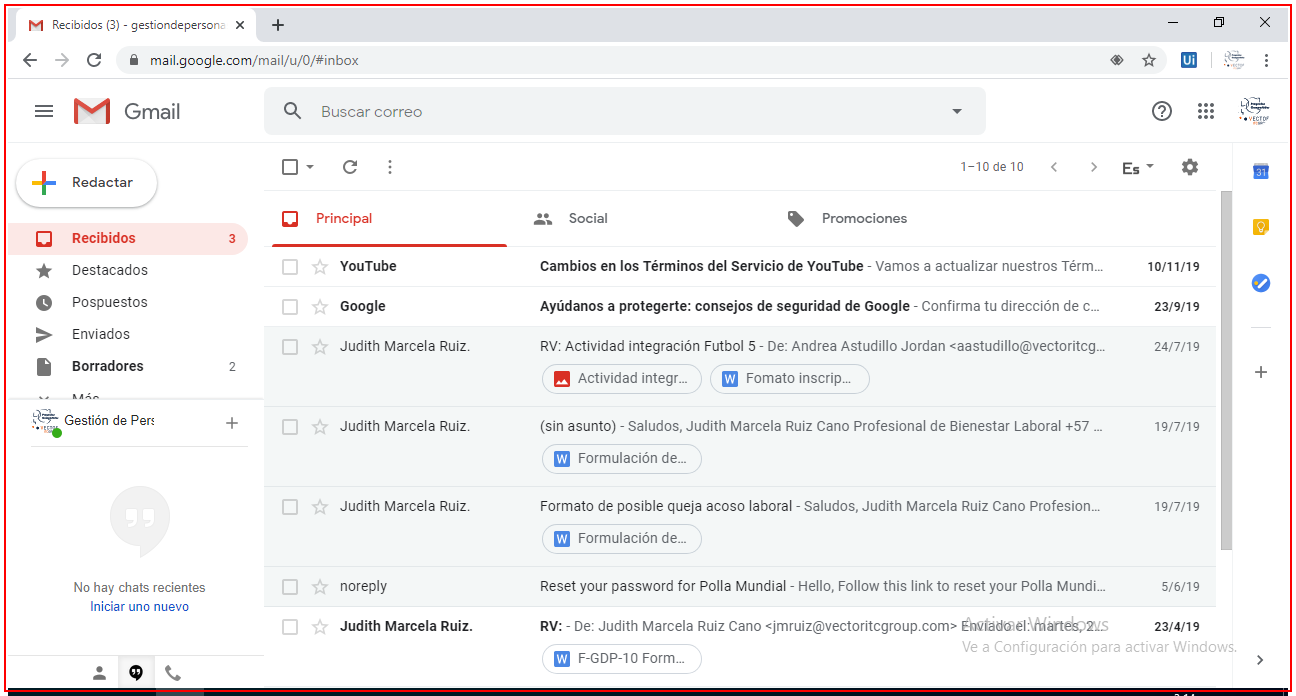 Recibidos (3) - gestiondepersona
mail.google.com/mail/u/0/#inbox
Ui
Gmail
Buscar correo
VECTOR
Redactar
1–10 de 10
Es
31
Principal
Social
Promociones
Recibidos 3
Destacados
Pospuestos
Enviados
Borradores 2
Más
YouTube Cambios en los Términos del Servicio de YouTube - Vamos a actualizar nuestros Térm… 10/11/19
Google Ayúdanos a protegerte: consejos de seguridad de Google - Confirma tu dirección de c… 23/9/19
Judith Marcela Ruiz. RV: Actividad integración Futbol 5 - De: Andrea Astudillo Jordan <aastudillo@vectoritcg… 24/7/19
Actividad integr… W Fomato inscrip…
Judith Marcela Ruiz. (sin asunto) - Saludos, Judith Marcela Ruiz Cano Profesional de Bienestar Laboral +57 … 19/7/19
W Formulación de…
Judith Marcela Ruiz. Formato de posible queja acoso laboral - Saludos, Judith Marcela Ruiz Cano Profesion… 19/7/19
W Formulación de…
noreply Reset your password for Polla Mundial - Hello, Follow this link to reset your Polla Mundi… 5/6/19
Judith Marcela Ruiz. RV: - De: Judith Marcela Ruiz Cano <jmruiz@vectoritcgroup.com> Enviado el: martes, 2… 23/4/19
W F-GDP-10 Form…
Gestión de Pers
No hay chats recientes
Iniciar uno nuevo
Activar Windows
Ve a Configuración para activar Windows.